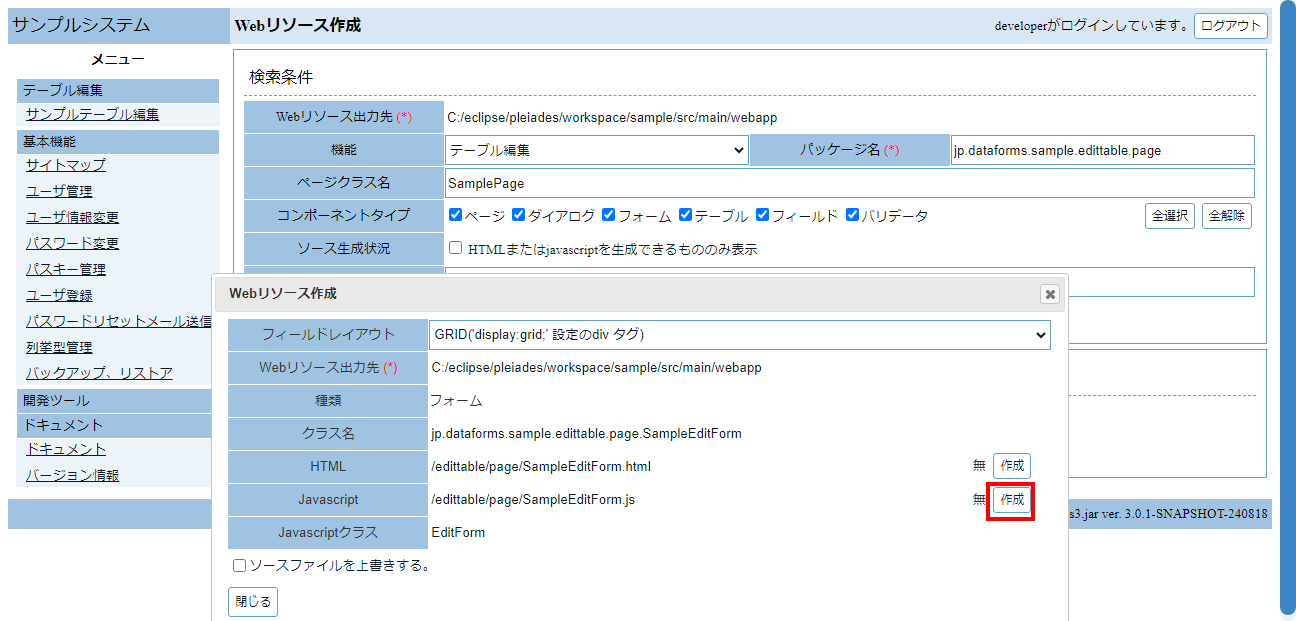 サンプルシステム
Webリソース作成
developerがログインしています。 ログアウト
メニュー
テーブル編集
サンプルテーブル編集
基本機能
サイトマップ
ユーザ管理
ユーザ情報変更
パスワード変更
パスキー管理
ユーザ登録
パスワードリセットメール送信
列挙型管理
バックアップ、リストア
開発ツール
ドキュメント
ドキュメント
バージョン情報
検索条件
Webリソース出力先 (*) C:/eclipse/pleiades/workspace/sample/src/main/webapp
機能 テーブル編集 パッケージ名 (*) jp.dataforms.sample.edittable.page
ページクラス名 SamplePage
コンポーネントタイプ ページ ダイアログ フォーム テーブル フィールド バリデータ 全選択 全解除
ソース生成状況 HTMLまたはjavascriptを生成できるもののみ表示
Webリソース作成
フィールドレイアウト GRID('display:grid;' 設定のdiv タグ)
Webリソース出力先 (*) C:/eclipse/pleiades/workspace/sample/src/main/webapp
種類 フォーム
クラス名 jp.dataforms.sample.edittable.page.SampleEditForm
HTML /edittable/page/SampleEditForm.html 無 作成
Javascript /edittable/page/SampleEditForm.js 無 作成
Javascriptクラス EditForm
ソースファイルを上書きする。
閉じる
s3.jar ver. 3.0.1-SNAPSHOT-240818